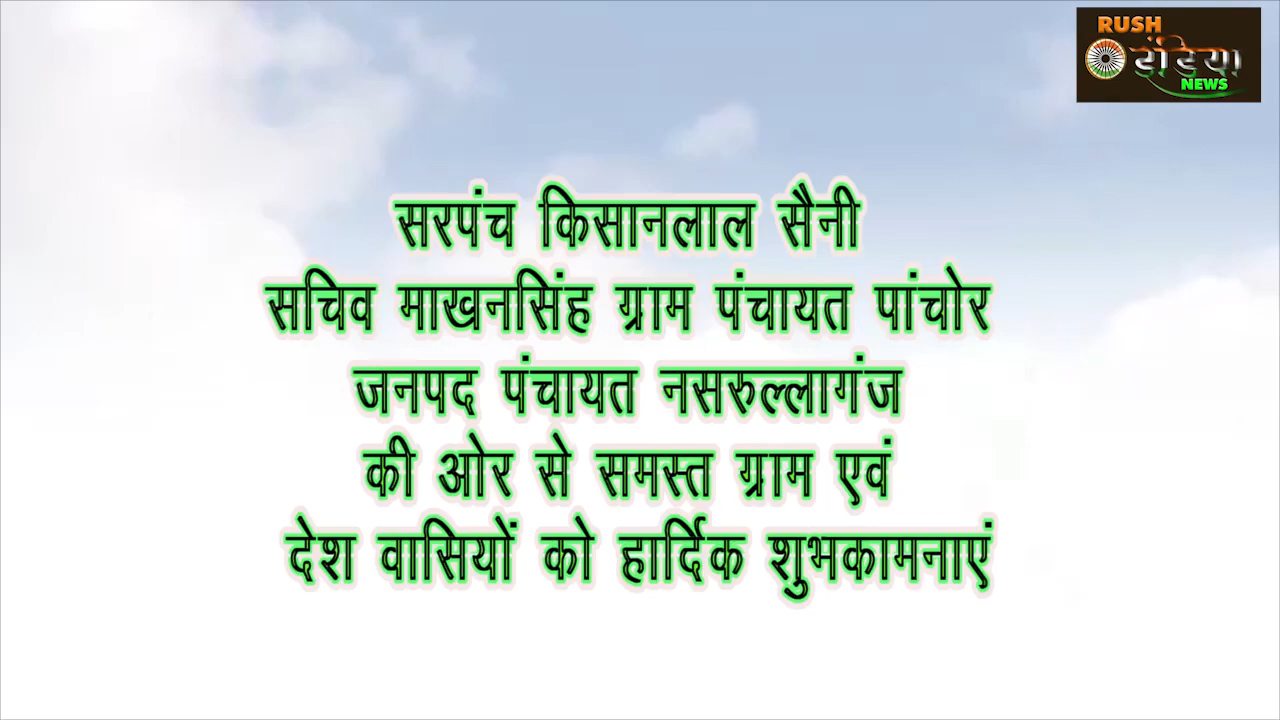 RUSH
इंडिया
NEWS
सरपंच किसानलाल सैनी
सचिव माखनसिंह ग्राम पंचायत पांचोर
जनपद पंचायत नसरुल्लागंज
की ओर से समस्त ग्राम एवं
देश वासियों को हार्दिक शुभकामनाएं